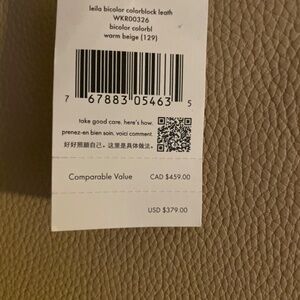 leila bicolor colorblock leath
WKR00326
bicolor colorbl
warm beige (129)
7 67883 05463 5
take good care. here's how.
prenez-en bien soin. voici comment.
好好照顧自己。这里是具体做法。
Comparable Value CAD $459.00
USD $379.00